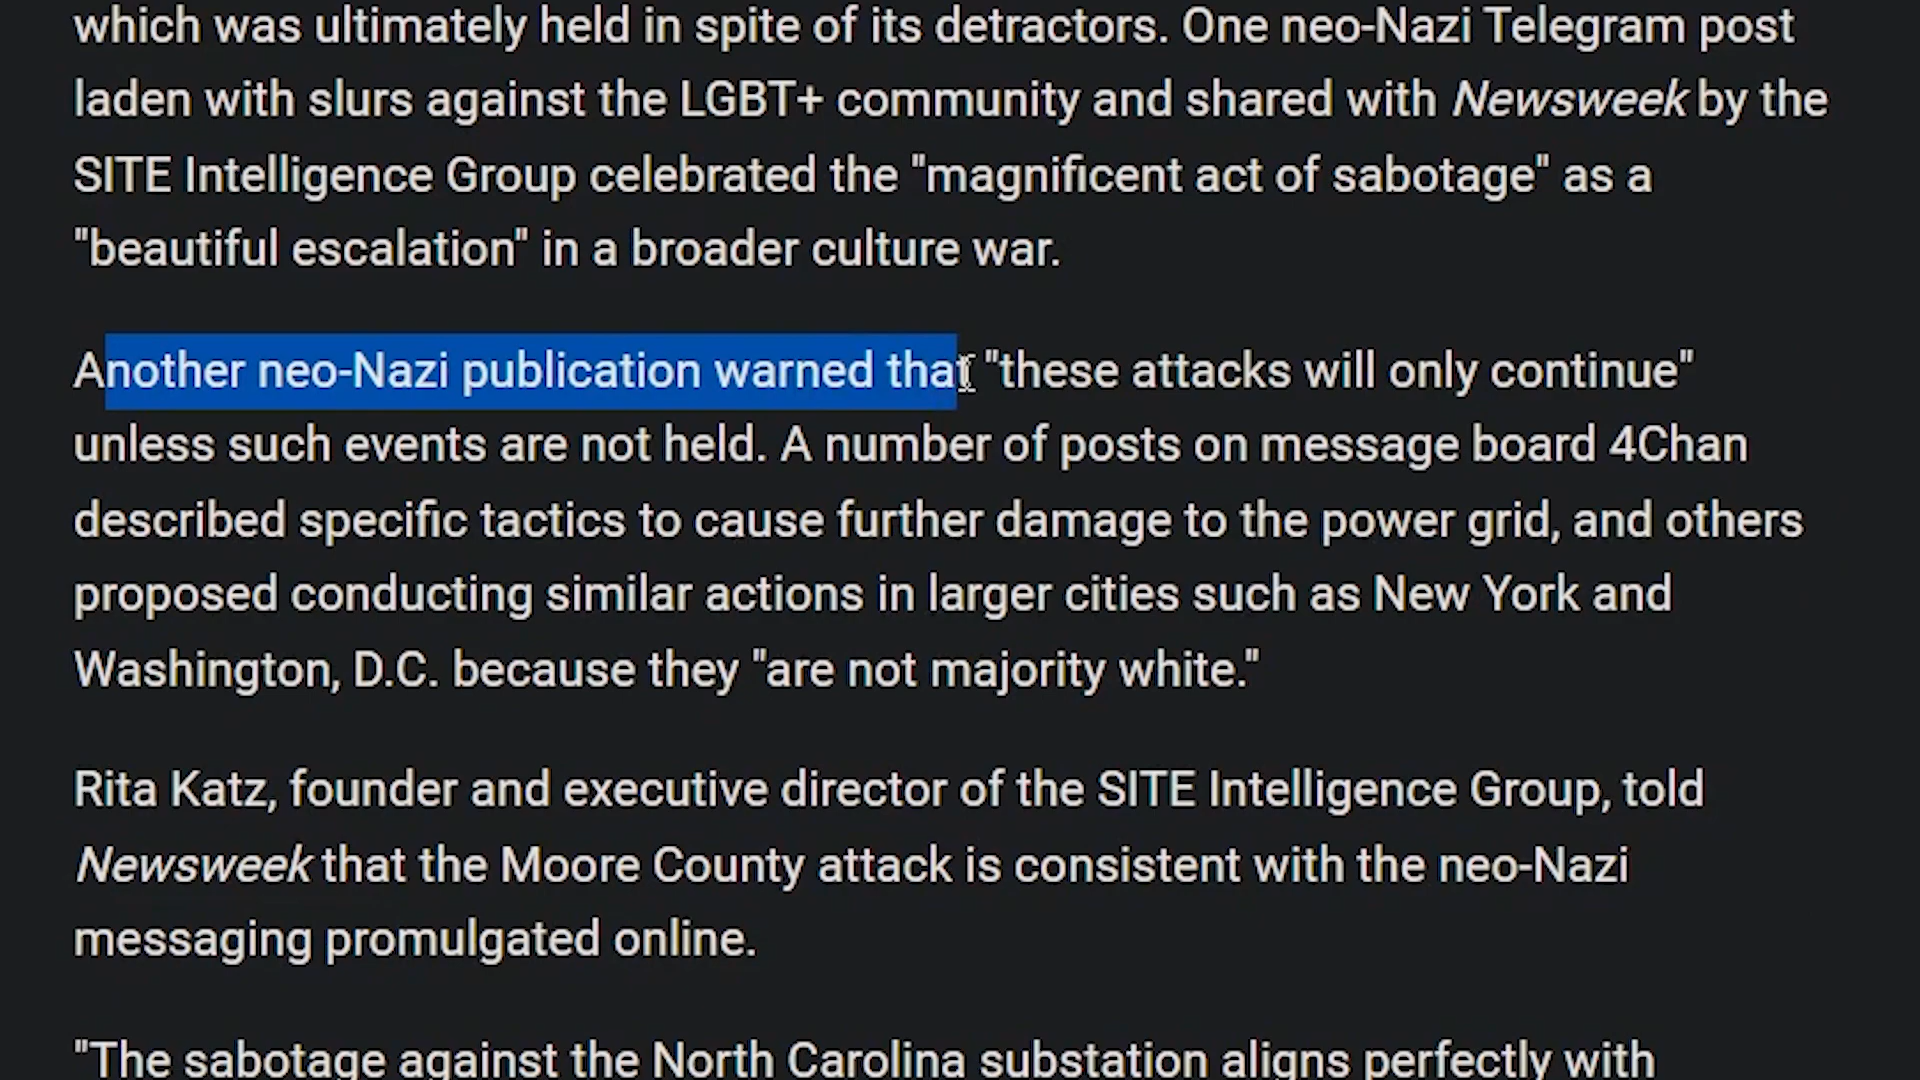 which was ultimately held in spite of its detractors. One neo-Nazi Telegram post
laden with slurs against the LGBT+ community and shared with Newsweek by the
SITE Intelligence Group celebrated the "magnificent act of sabotage" as a
"beautiful escalation" in a broader culture war.
Another neo-Nazi publication warned that "these attacks will only continue"
unless such events are not held. A number of posts on message board 4Chan
described specific tactics to cause further damage to the power grid, and others
proposed conducting similar actions in larger cities such as New York and
Washington, D.C. because they "are not majority white."
Rita Katz, founder and executive director of the SITE Intelligence Group, told
Newsweek that the Moore County attack is consistent with the neo-Nazi
messaging promulgated online.
"The sabotage against the North Carolina substation aligns perfectly with